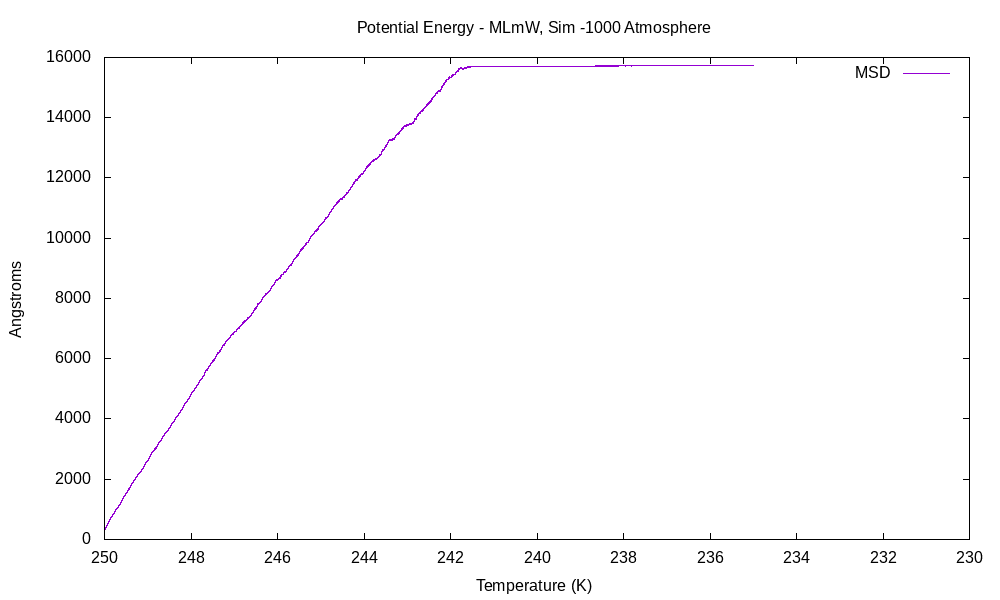 Potential Energy - MLmW, Sim -1000 Atmosphere
16000
14000
12000
10000
8000
6000
4000
2000
0
MSD
Angstroms
250 248 246 244 242 240 238 236 234 232 230
Temperature (K)